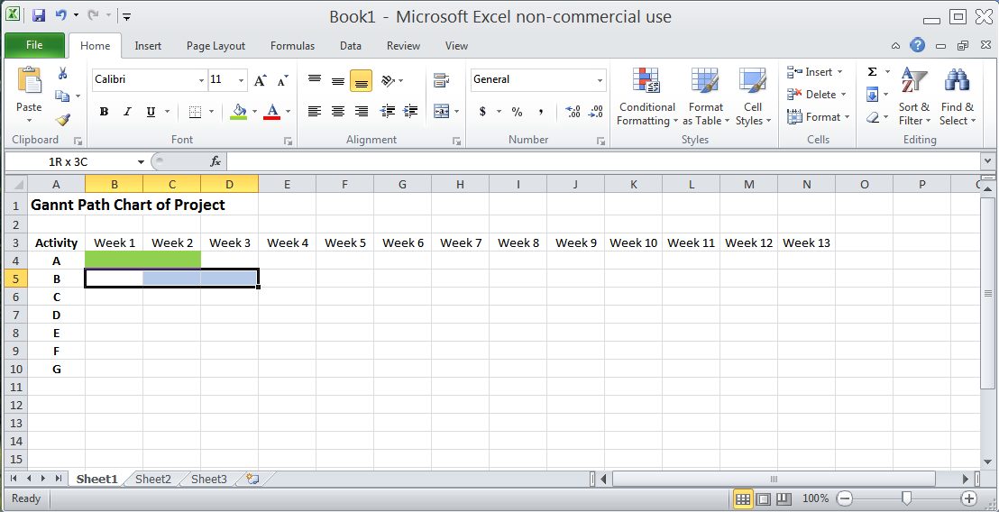 Book1 - Microsoft Excel non-commercial use
File Home Insert Page Layout Formulas Data Review View
Calibri 11 General Insert Σ
Paste B I U $ % , Conditional Formatting Format as Table Cell Styles Delete Format Sort & Filter Find & Select
Clipboard Font Alignment Number Styles Cells Editing
1R x 3C fx
A B C D E F G H I J K L M N O P
1 Gannt Path Chart of Project
2
3 Activity Week 1 Week 2 Week 3 Week 4 Week 5 Week 6 Week 7 Week 8 Week 9 Week 10 Week 11 Week 12 Week 13
4 A
5 B
6 C
7 D
8 E
9 F
10 G
11
12
13
14
15
Sheet1 Sheet2 Sheet3
Ready 100%